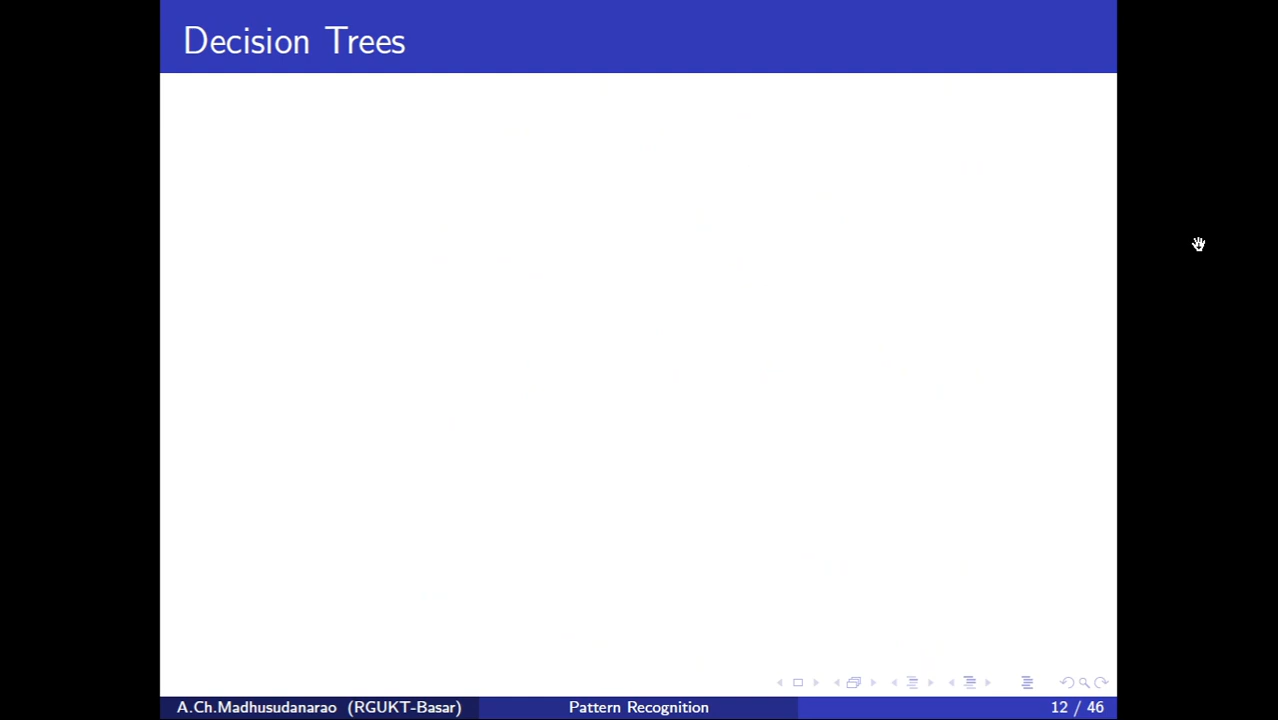 Decision Trees
A.Ch.Madhusudanarao (RGUKT-Basar) Pattern Recognition 12 / 46